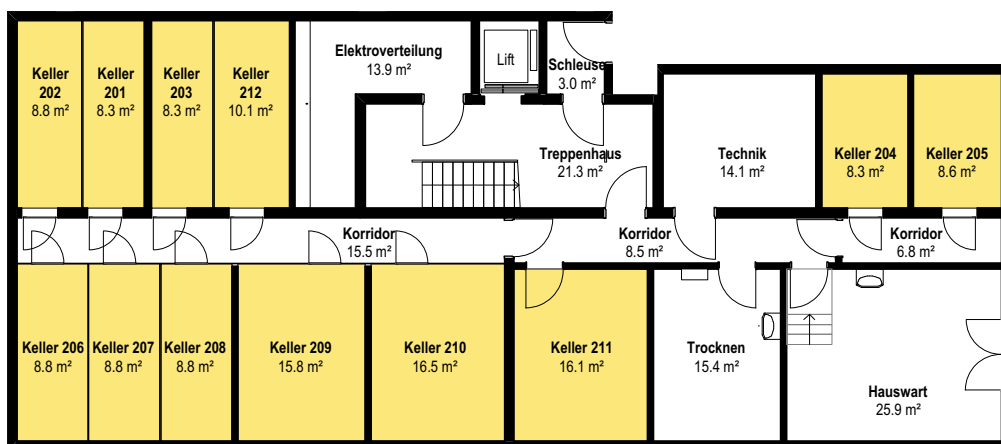 Keller
202
8.8 m²
Keller
201
8.3 m²
Keller
203
8.3 m²
Keller
212
10.1 m²
Elektroverteilung
13.9 m²
Lift
Schleuse
3.0 m²
Treppenhaus
21.3 m²
Technik
14.1 m²
Keller 204
8.3 m²
Keller 205
8.6 m²
Korridor
15.5 m²
Korridor
8.5 m²
Korridor
6.8 m²
Keller 206
8.8 m²
Keller 207
8.8 m²
Keller 208
8.8 m²
Keller 209
15.8 m²
Keller 210
16.5 m²
Keller 211
16.1 m²
Trocknen
15.4 m²
Hauswart
25.9 m²